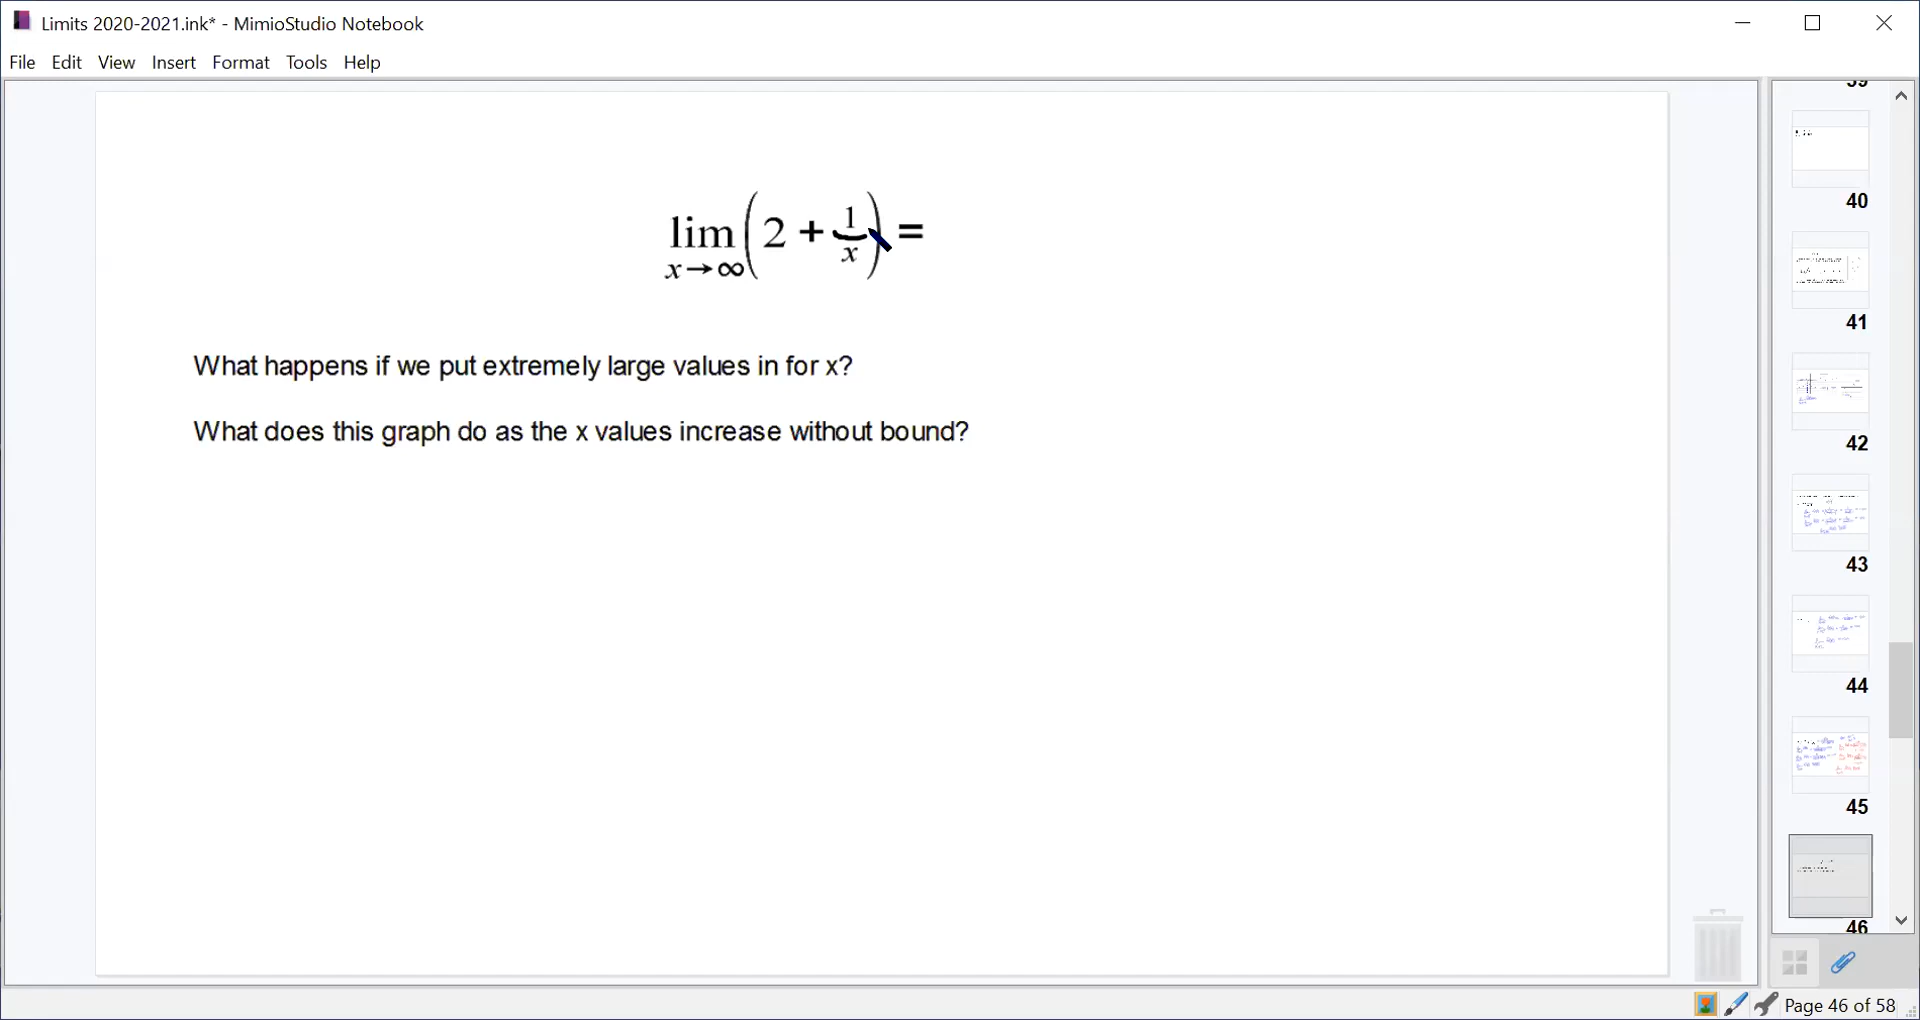 Limits 2020-2021.ink* - MimioStudio Notebook
File Edit View Insert Format Tools Help
lim x→∞ (2 + 1/x) =
What happens if we put extremely large values in for x?
What does this graph do as the x values increase without bound?
39
40
41
42
43
44
45
46
Page 46 of 58